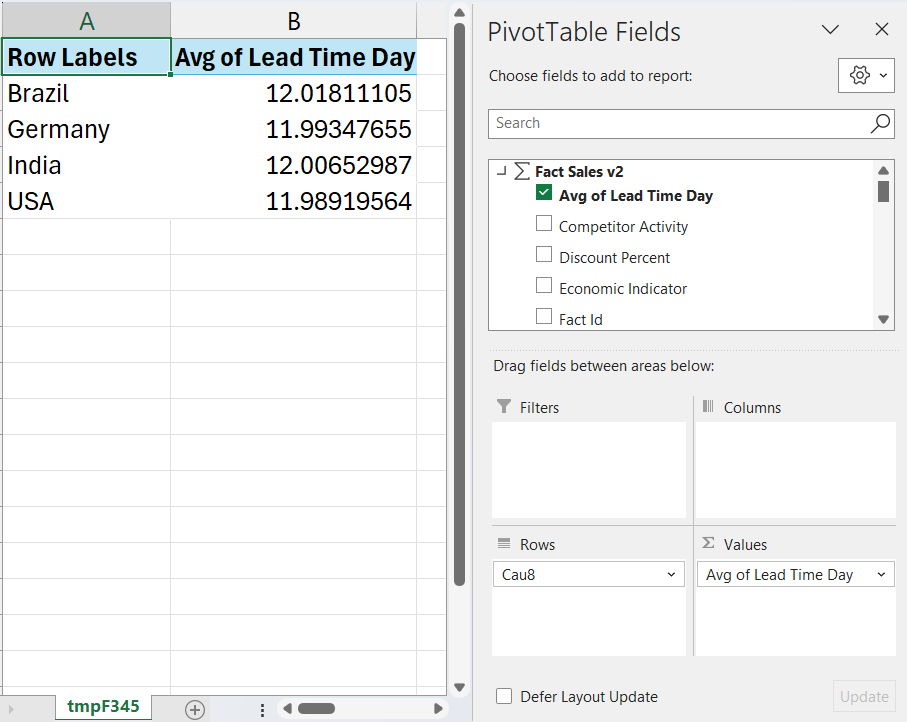 A B
Row Labels Avg of Lead Time Day
Brazil 12.01811105
Germany 11.99347655
India 12.00652987
USA 11.98919564
tmpF345
PivotTable Fields
Choose fields to add to report:
Search
Fact Sales v2
Avg of Lead Time Day
Competitor Activity
Discount Percent
Economic Indicator
Fact Id
Drag fields between areas below:
Filters
Columns
Rows
Cau8
Values
Avg of Lead Time Day
Defer Layout Update
Update